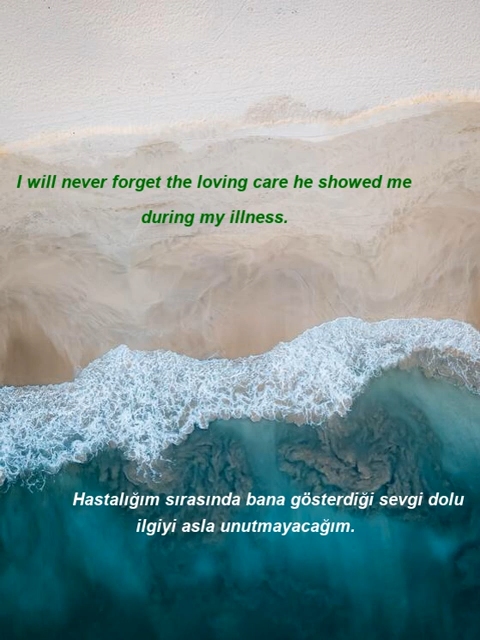 I will never forget the loving care he showed me
during my illness.
Hastalığım sırasında bana gösterdiği sevgi dolu
ilgiyi asla unutmayacağım.